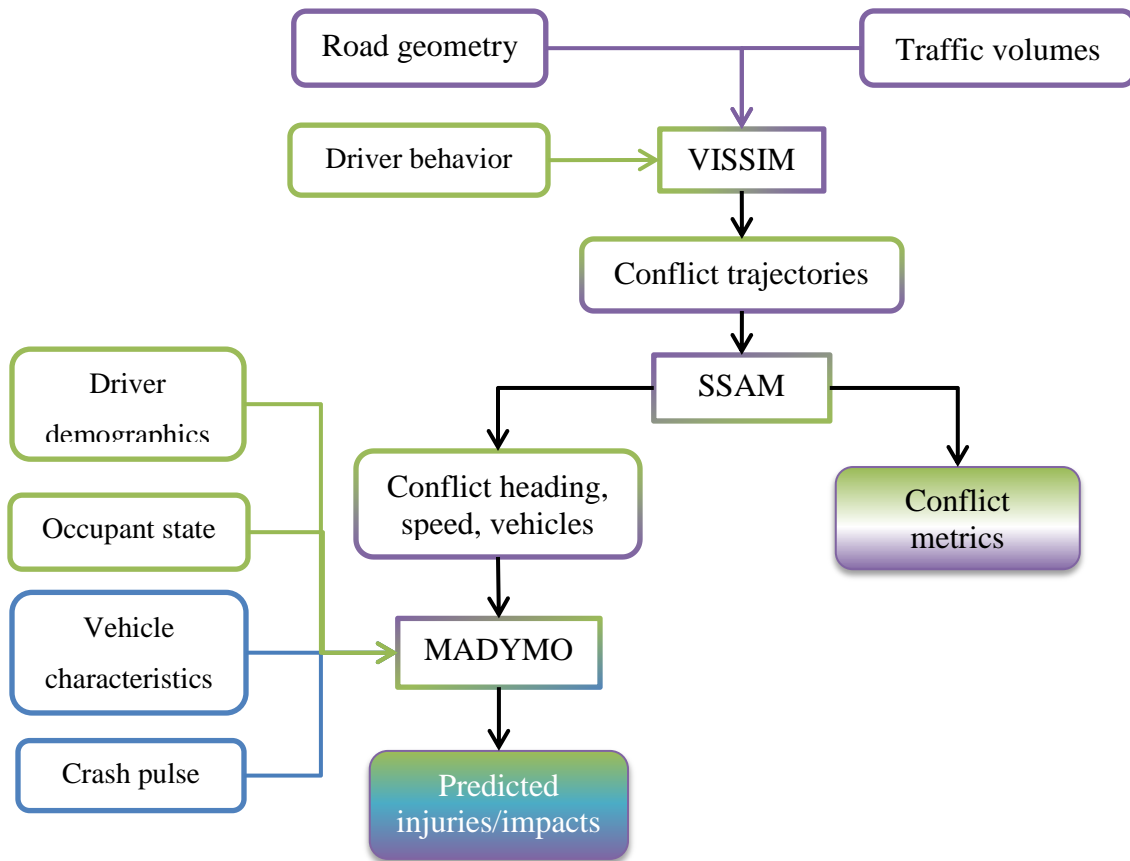 Road geometry
Traffic volumes
Driver behavior
VISSIM
Conflict trajectories
SSAM
Driver
demographics
Conflict heading,
speed, vehicles
Conflict
metrics
Occupant state
Vehicle
characteristics
MADYMO
Crash pulse
Predicted
injuries/impacts